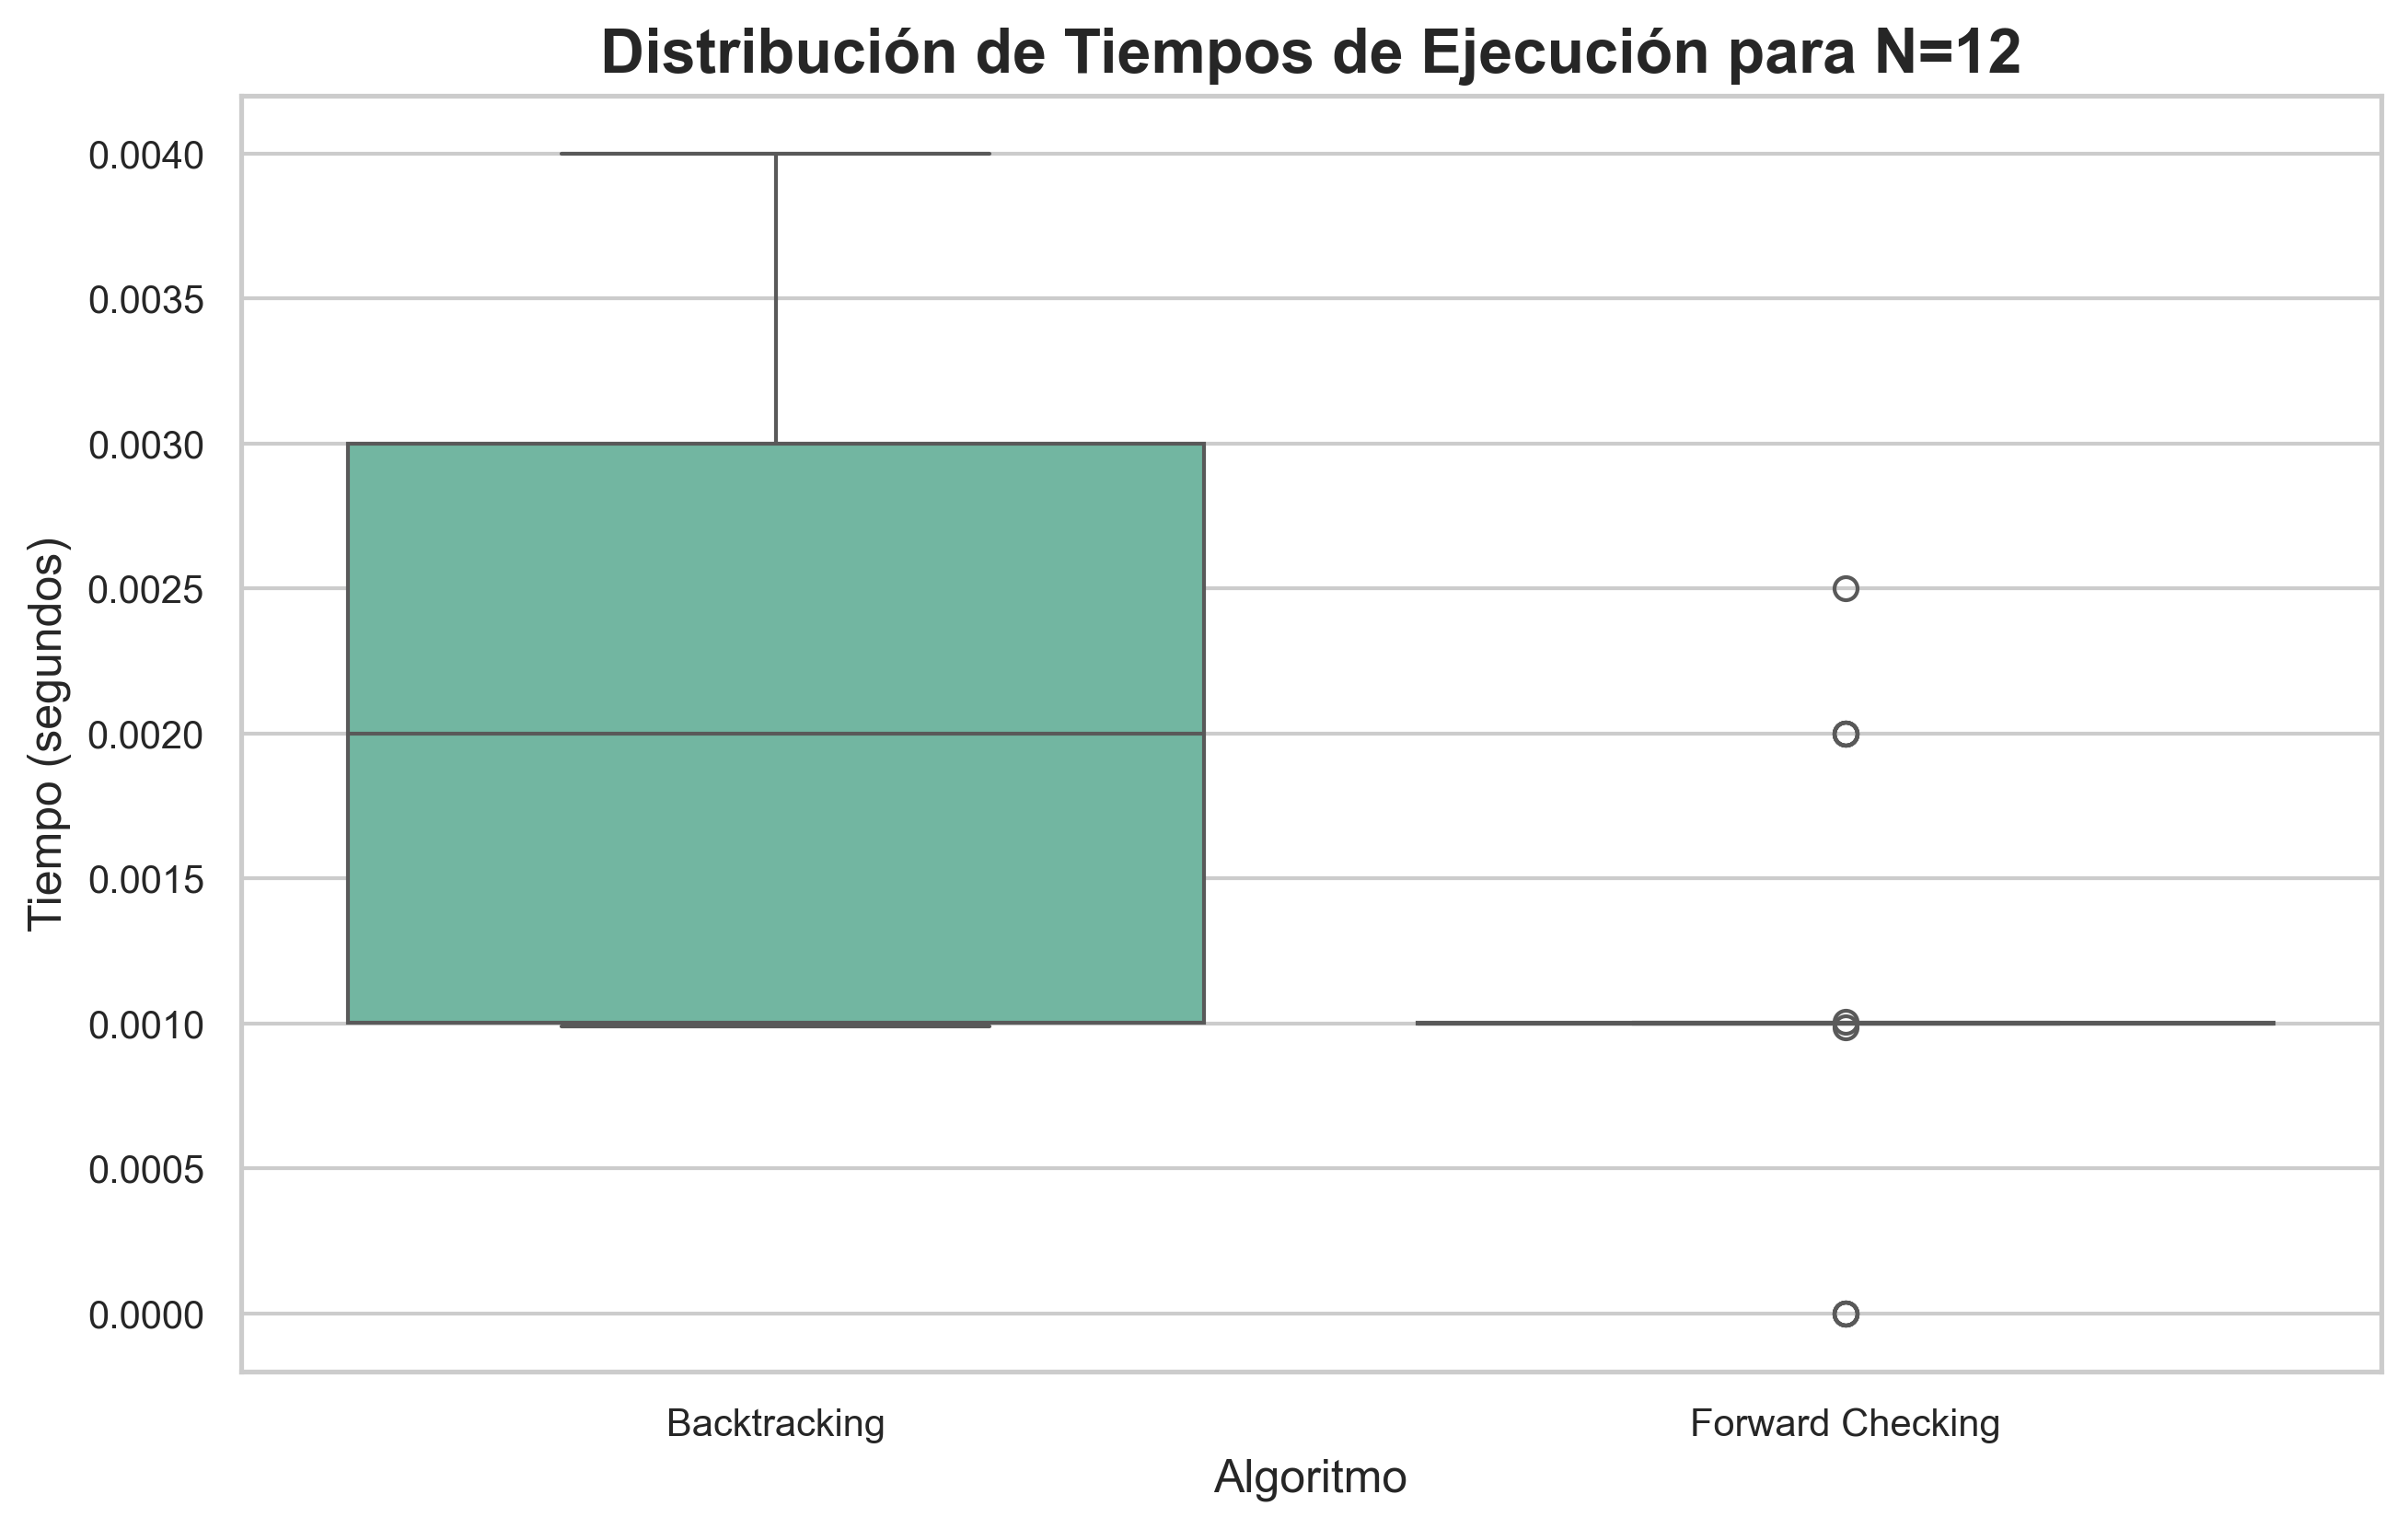 Distribución de Tiempos de Ejecución para N=12
Tiempo (segundos)
0.0040
0.0035
0.0030
0.0025
0.0020
0.0015
0.0010
0.0005
0.0000
Backtracking
Forward Checking
Algoritmo